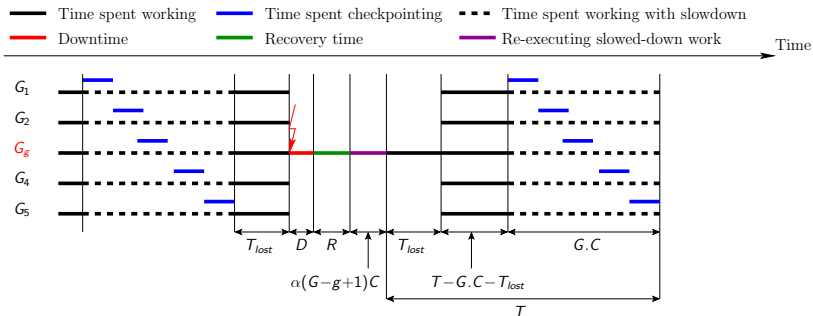 Time spent working Time spent checkpointing Time spent working with slowdown
Downtime Recovery time Re-executing slowed-down work
Time
G1
G2
Gg
G4
G5
Tlost D R Tlost G.C
α(G−g+1)C T−G.C−Tlost
T